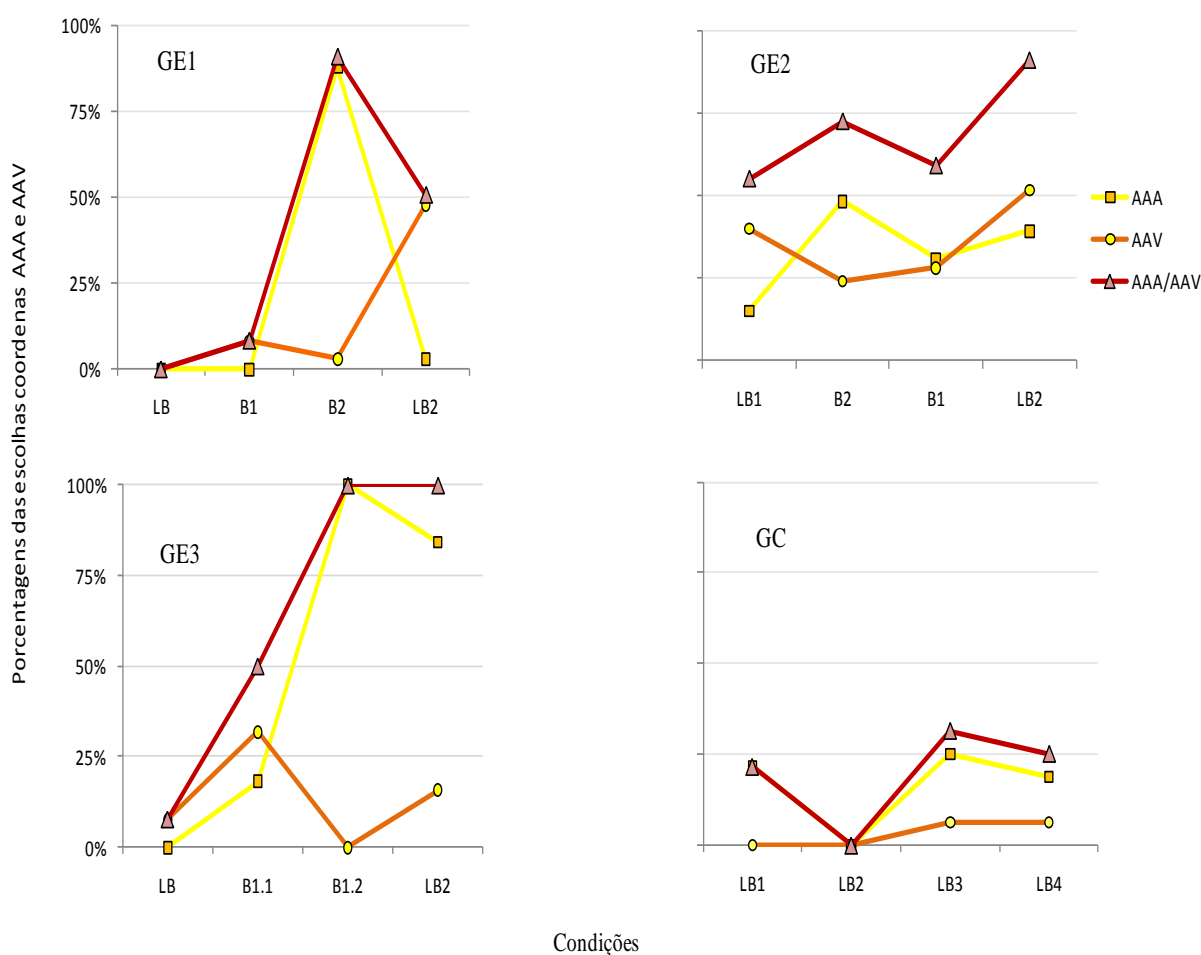 Porcentagens das escolhas coordenas AAA e AAV
GE1
100%
75%
50%
25%
0%
LB B1 B2 LB2
GE2
LB1 B2 B1 LB2
AAA
AAV
AAA/AAV
GE3
100%
75%
50%
25%
0%
LB B1.1 B1.2 LB2
GC
LB1 LB2 LB3 LB4
Condições